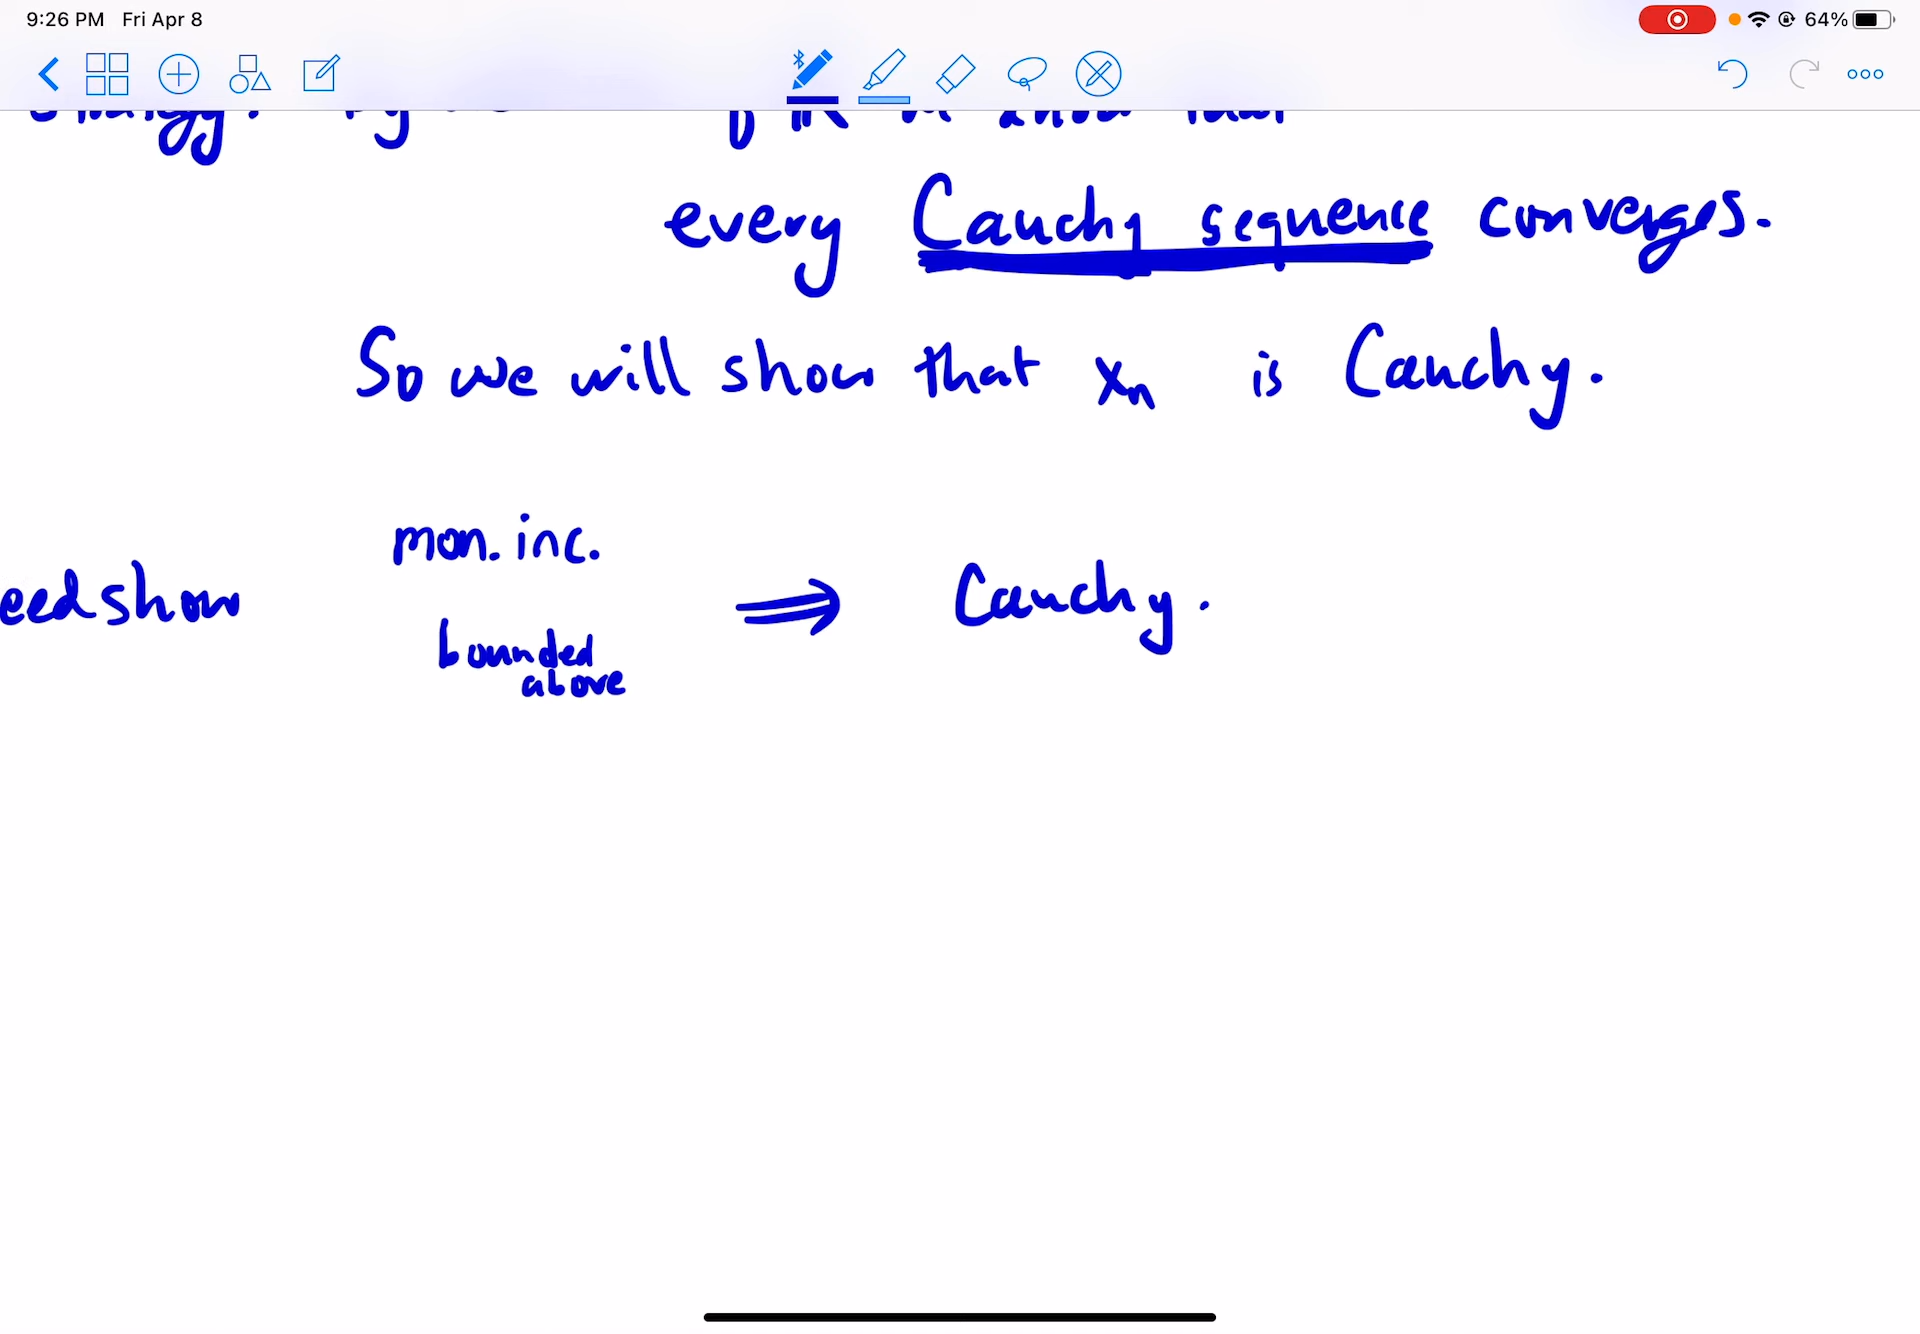 9:26 PM Fri Apr 8 64%
every Cauchy sequence converges.
So we will show that xn is Cauchy.
mon. inc.
eed show ⇒ Cauchy.
bounded
above